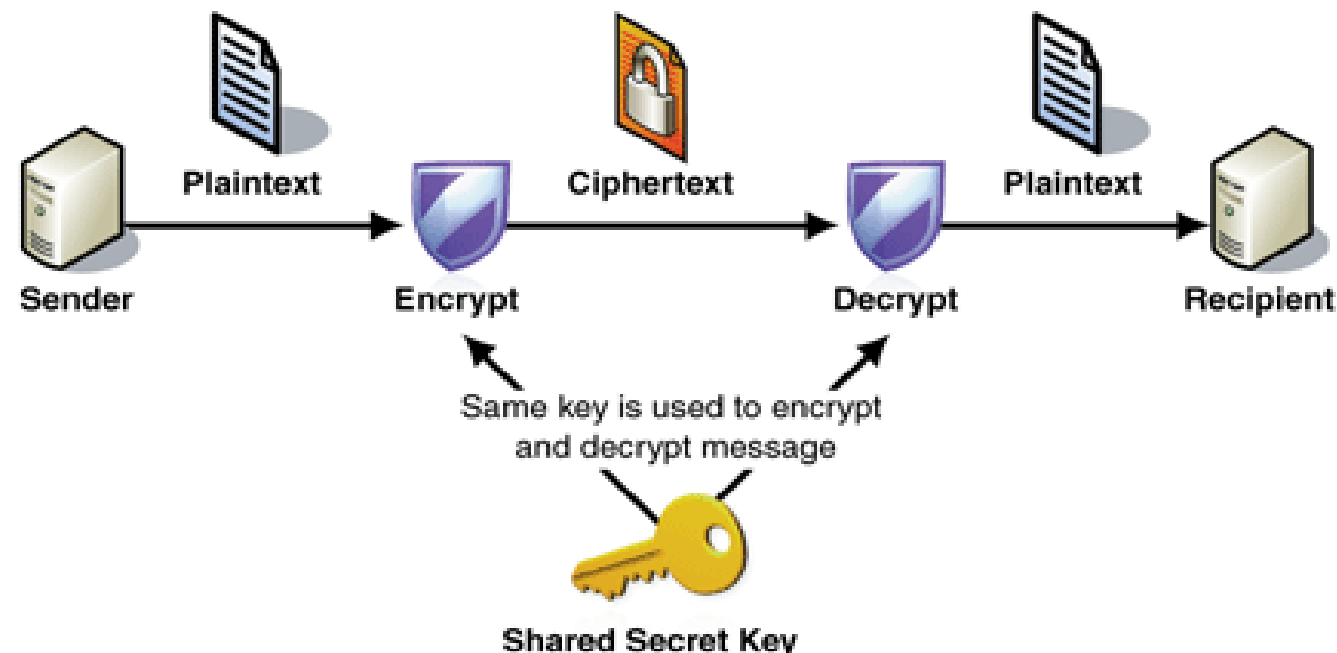 Plaintext
Ciphertext
Plaintext
Sender
Encrypt
Decrypt
Recipient
Same key is used to encrypt
and decrypt message
Shared Secret Key